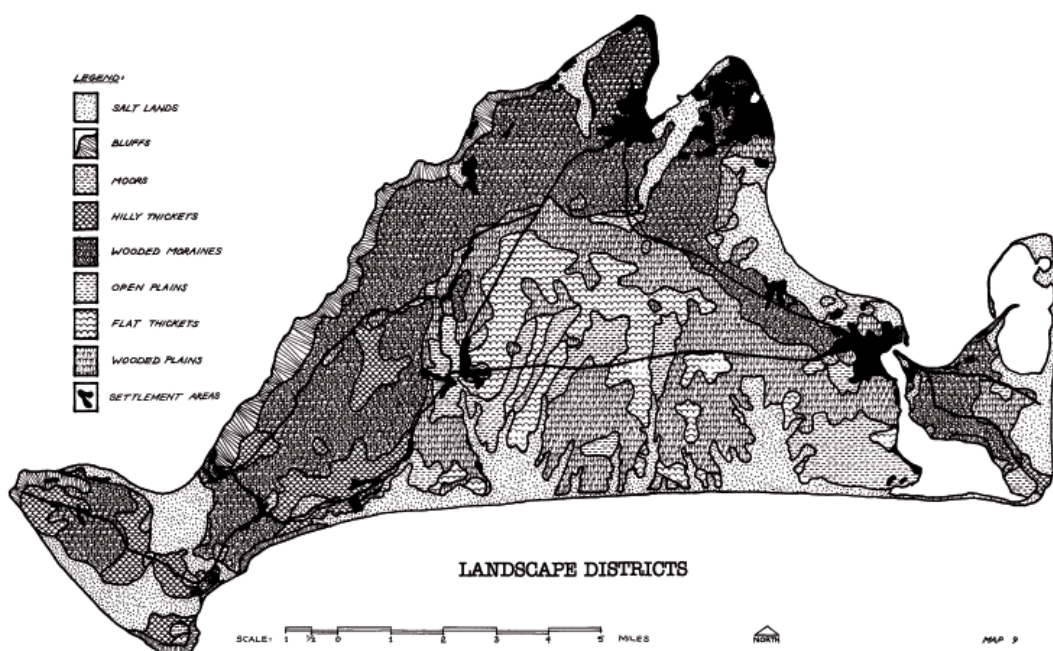 LEGEND:
SALT LANDS
BLUFFS
MOORS
HILLY THICKETS
WOODED MORAINES
OPEN PLAINS
FLAT THICKETS
WOODED PLAINS
SETTLEMENT AREAS
LANDSCAPE DISTRICTS
SCALE: 1 ½ 0 1 2 3 4 5 MILES
NORTH
MAP 9